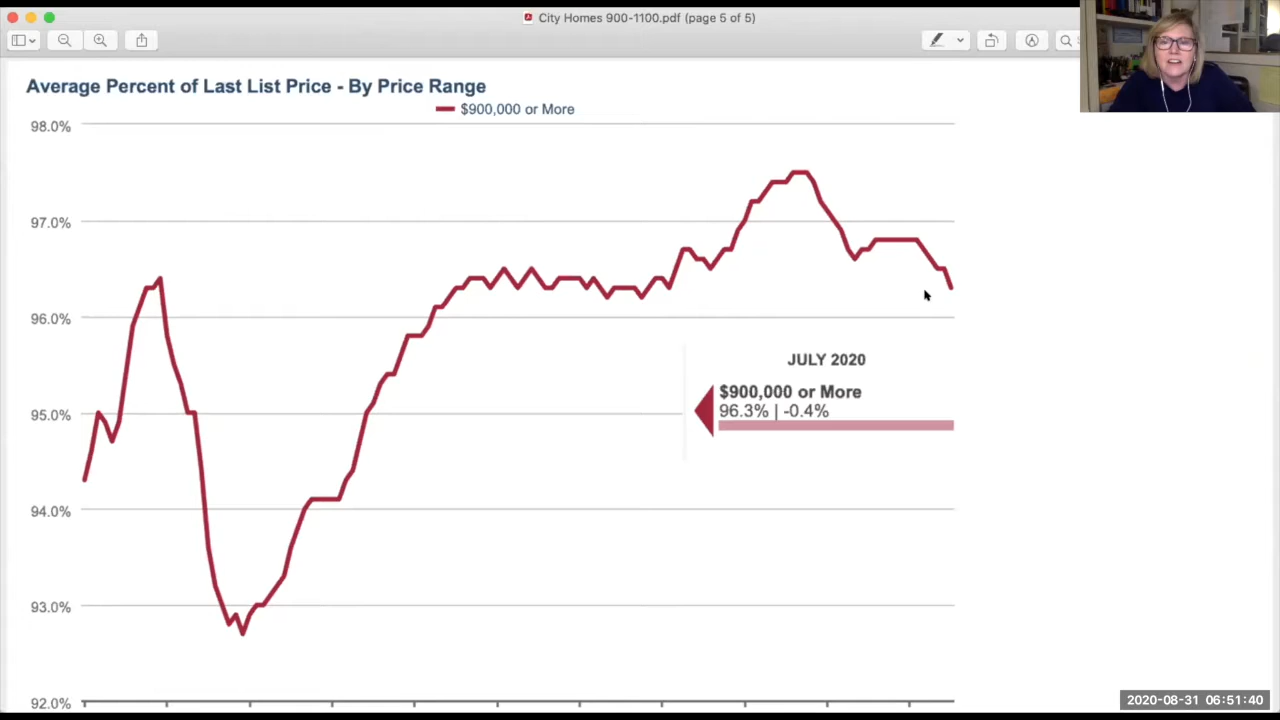 City Homes 900-1100.pdf (page 5 of 5)
Average Percent of Last List Price - By Price Range
$900,000 or More
98.0%
97.0%
96.0%
95.0%
94.0%
93.0%
92.0%
JULY 2020
$900,000 or More
96.3% | -0.4%
2020-08-31 06:51:40